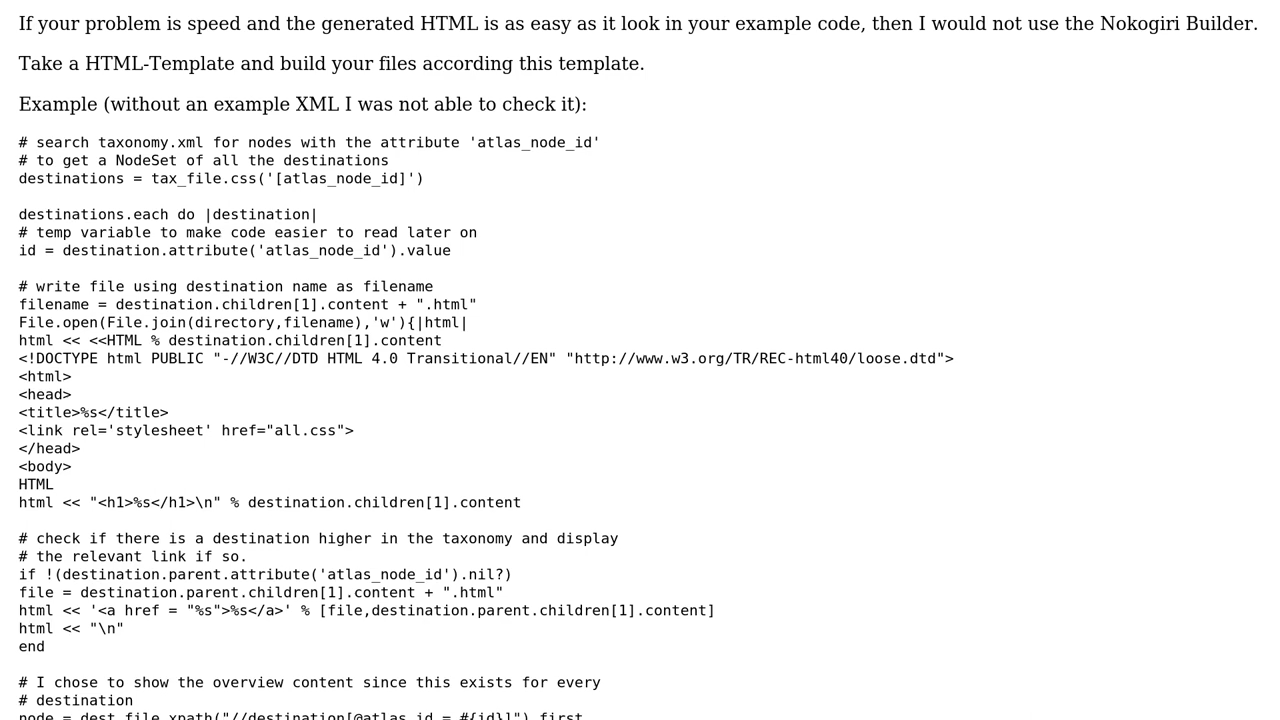 If your problem is speed and the generated HTML is as easy as it look in your example code, then I would not use the Nokogiri Builder.
Take a HTML-Template and build your files according this template.
Example (without an example XML I was not able to check it):
# search taxonomy.xml for nodes with the attribute 'atlas_node_id'
# to get a NodeSet of all the destinations
destinations = tax_file.css('[atlas_node_id]')
destinations.each do |destination|
# temp variable to make code easier to read later on
id = destination.attribute('atlas_node_id').value
# write file using destination name as filename
filename = destination.children[1].content + ".html"
File.open(File.join(directory,filename),'w'){|html|
html << <<HTML % destination.children[1].content
<!DOCTYPE html PUBLIC "-//W3C//DTD HTML 4.0 Transitional//EN" "http://www.w3.org/TR/REC-html40/loose.dtd">
<html>
<head>
<title>%s</title>
<link rel='stylesheet' href="all.css">
</head>
<body>
HTML
html << "<h1>%s</h1>\n" % destination.children[1].content
# check if there is a destination higher in the taxonomy and display
# the relevant link if so.
if !(destination.parent.attribute('atlas_node_id').nil?)
file = destination.parent.children[1].content + ".html"
html << '<a href = "%s">%s</a>' % [file,destination.parent.children[1].content]
html << "\n"
end
# I chose to show the overview content since this exists for every
# destination
node = dest_file.xpath("//destination[@atlas_id = #{id}]").first